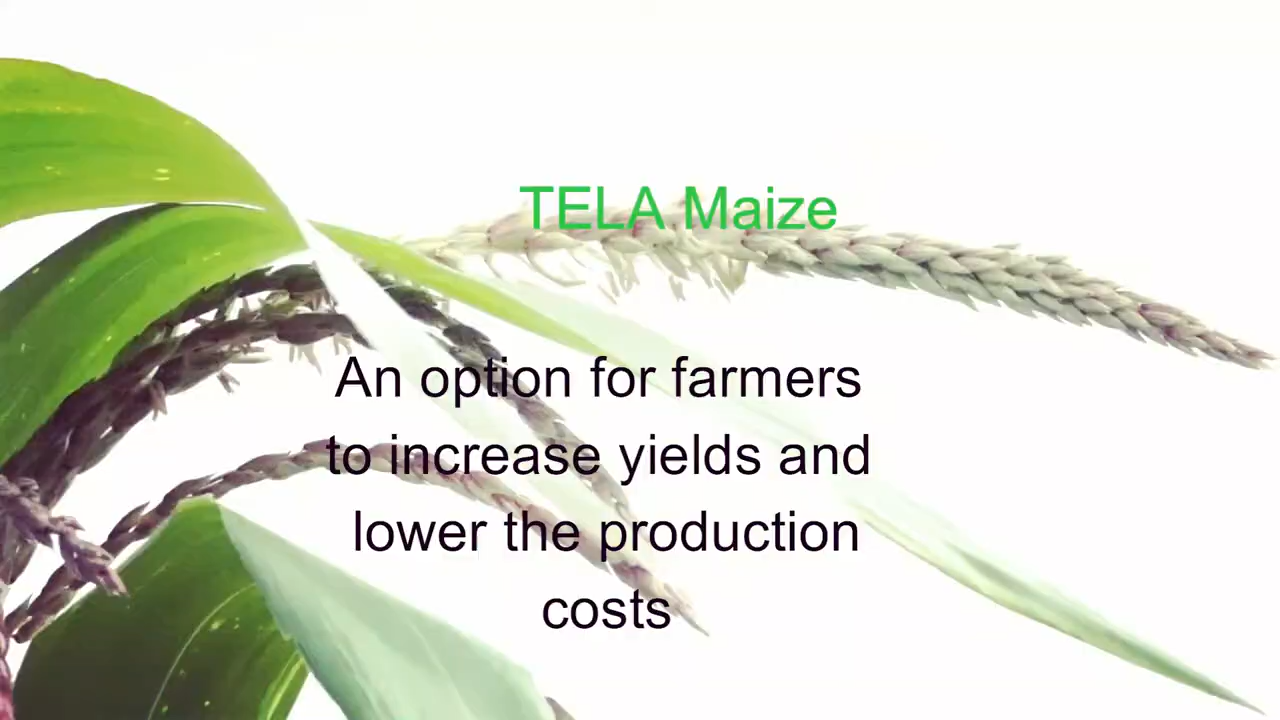 TELA Maize
An option for farmers
to increase yields and
lower the production
costs